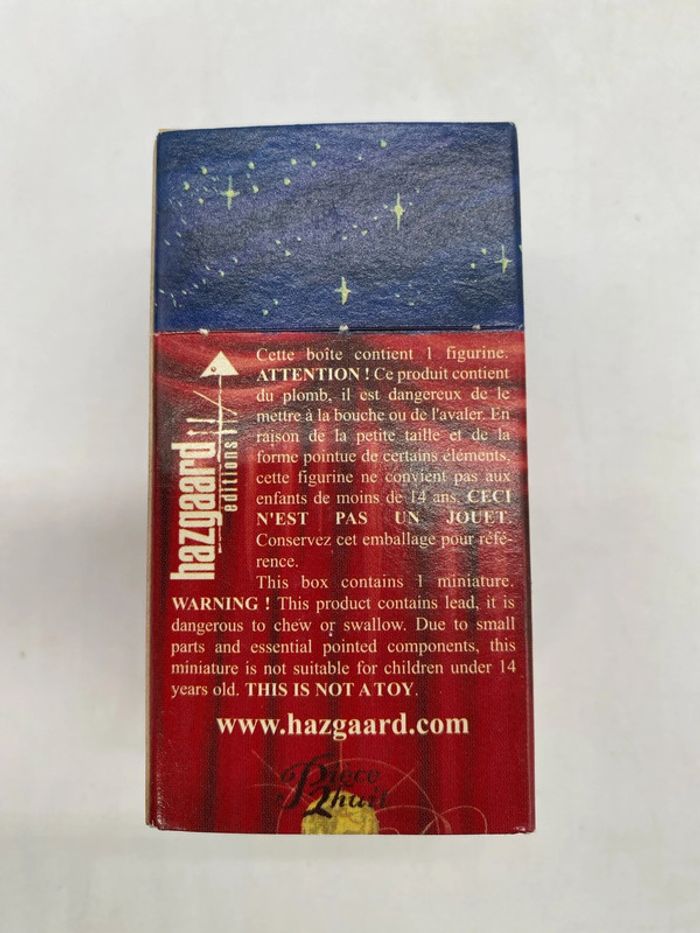 hazgaard
editions
Cette boîte contient 1 figurine.
ATTENTION ! Ce produit contient
du plomb, il est dangereux de le
mettre à la bouche ou de l'avaler. En
raison de la petite taille et de la
forme pointue de certains éléments,
cette figurine ne convient pas aux
enfants de moins de 14 ans. CECI
N'EST PAS UN JOUET.
Conservez cet emballage pour réfé-
rence.
This box contains 1 miniature.
WARNING ! This product contains lead, it is
dangerous to chew or swallow. Due to small
parts and essential pointed components, this
miniature is not suitable for children under 14
years old. THIS IS NOT A TOY.
www.hazgaard.com
Pièce
huit